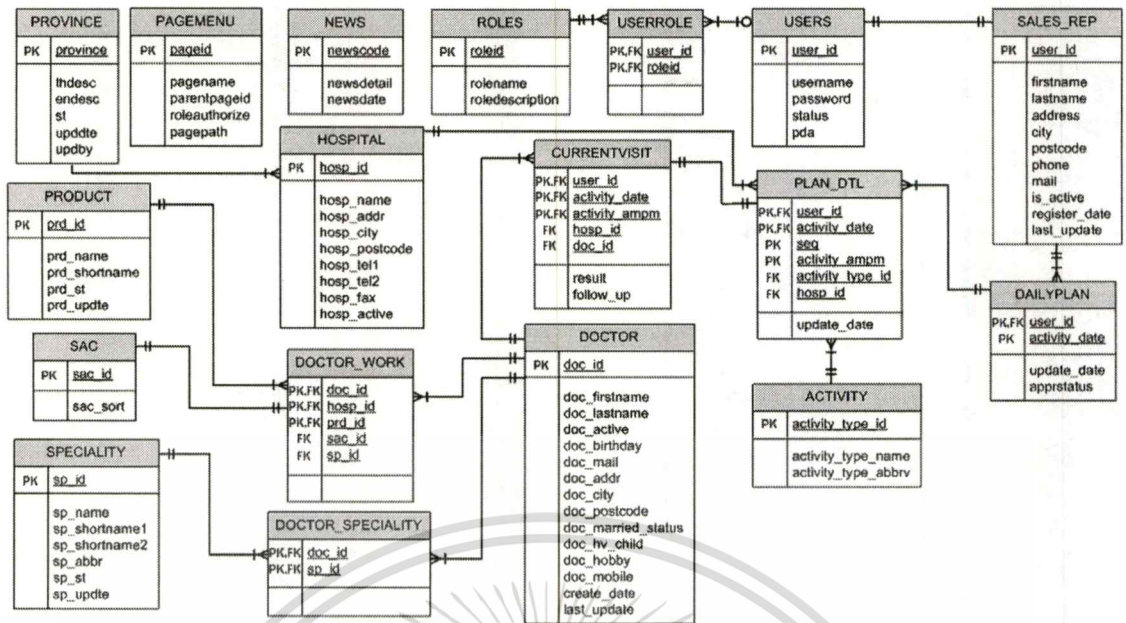 PROVINCE
PK province
thdesc
endesc
st
upddte
updby
PAGEMENU
PK pageid
pagename
parentpageid
roleauthorize
pagepath
NEWS
PK newscode
newsdetail
newsdate
ROLES
PK roleid
rolename
roledescription
USERROLE
PK,FK user_id
PK,FK roleid
USERS
PK user_id
username
password
status
pda
SALES_REP
PK user_id
firstname
lastname
address
city
postcode
phone
mail
is_active
register_date
last_update
HOSPITAL
PK hosp_id
hosp_name
hosp_addr
hosp_city
hosp_postcode
hosp_tel1
hosp_tel2
hosp_fax
hosp_active
CURRENTVISIT
PK,FK user_id
PK,FK activity_date
PK,FK activity_ampm
FK hosp_id
FK doc_id
result
follow_up
PLAN_DTL
PK,FK user_id
PK,FK activity_date
PK seq
PK activity_ampm
FK activity_type_id
FK hosp_id
update_date
PRODUCT
PK prd_id
prd_name
prd_shortname
prd_st
prd_updte
DAILYPLAN
PK,FK user_id
PK activity_date
update_date
apprstatus
SAC
PK sac_id
sac_sort
DOCTOR_WORK
PK,FK doc_id
PK,FK hosp_id
PK,FK prd_id
FK sac_id
FK sp_id
DOCTOR
PK doc_id
doc_firstname
doc_lastname
doc_active
doc_birthday
doc_mail
doc_addr
doc_city
doc_postcode
doc_married_status
doc_hv_child
doc_hobby
doc_mobile
create_date
last_update
ACTIVITY
PK activity_type_id
activity_type_name
activity_type_abbrv
SPECIALITY
PK sp_id
sp_name
sp_shortname1
sp_shortname2
sp_abbr
sp_st
sp_updte
DOCTOR_SPECIALITY
PK,FK doc_id
PK,FK sp_id